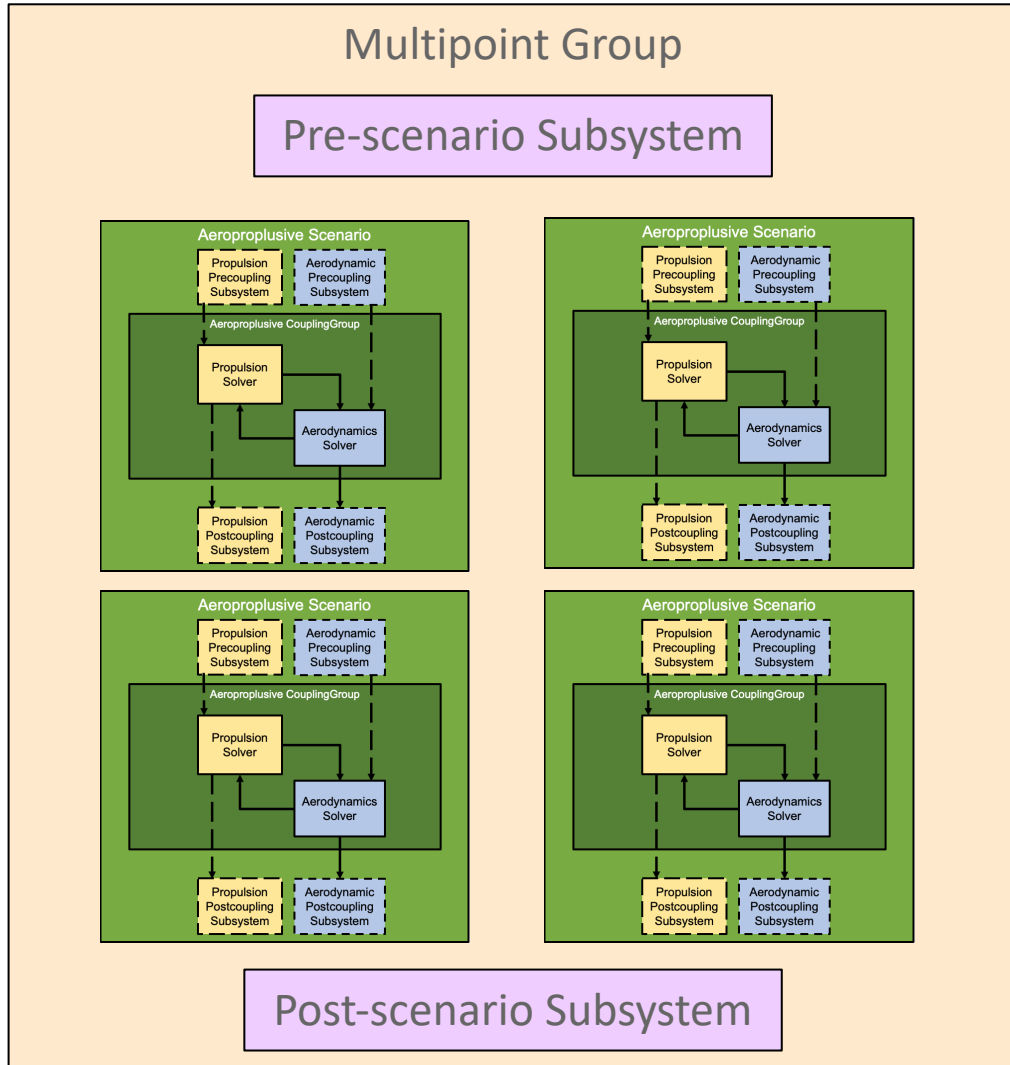 Multipoint Group
Pre-scenario Subsystem
Aeroproplusive Scenario
Propulsion
Precoupling
Subsystem
Aerodynamic
Precoupling
Subsystem
Aeroproplusive CouplingGroup
Propulsion
Solver
Aerodynamics
Solver
Propulsion
Postcoupling
Subsystem
Aerodynamic
Postcoupling
Subsystem
Aeroproplusive Scenario
Propulsion
Precoupling
Subsystem
Aerodynamic
Precoupling
Subsystem
Aeroproplusive CouplingGroup
Propulsion
Solver
Aerodynamics
Solver
Propulsion
Postcoupling
Subsystem
Aerodynamic
Postcoupling
Subsystem
Aeroproplusive Scenario
Propulsion
Precoupling
Subsystem
Aerodynamic
Precoupling
Subsystem
Aeroproplusive CouplingGroup
Propulsion
Solver
Aerodynamics
Solver
Propulsion
Postcoupling
Subsystem
Aerodynamic
Postcoupling
Subsystem
Aeroproplusive Scenario
Propulsion
Precoupling
Subsystem
Aerodynamic
Precoupling
Subsystem
Aeroproplusive CouplingGroup
Propulsion
Solver
Aerodynamics
Solver
Propulsion
Postcoupling
Subsystem
Aerodynamic
Postcoupling
Subsystem
Post-scenario Subsystem